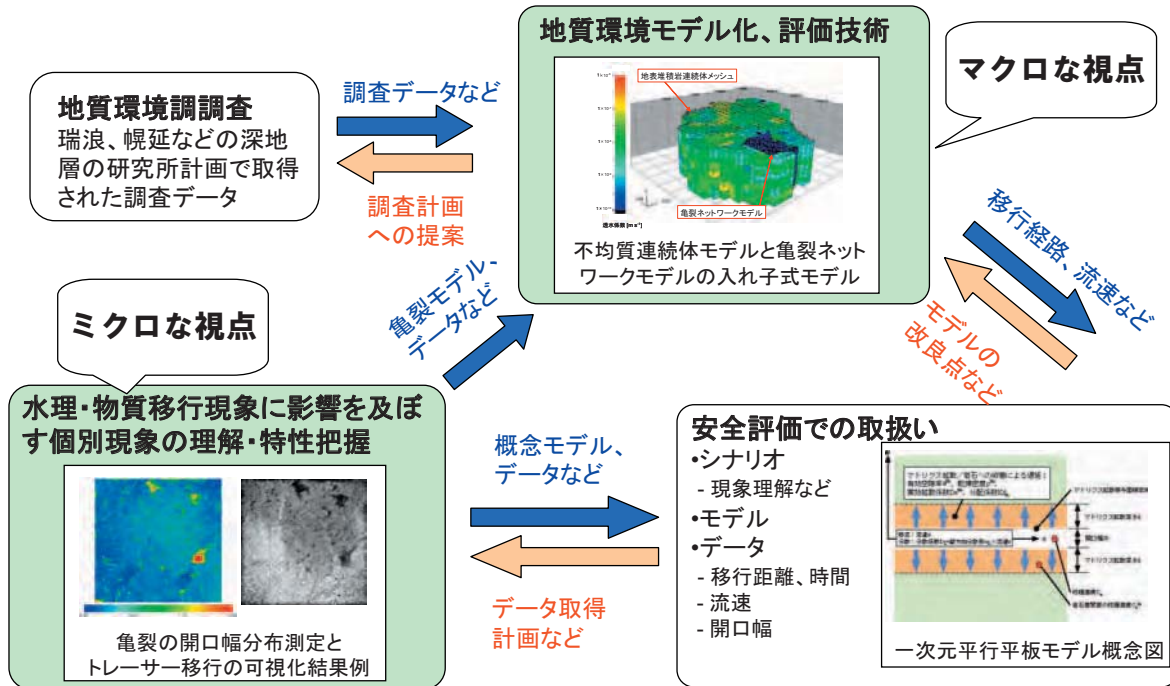 地質環境モデル化、評価技術
マクロな視点
地質環境調調査
瑞浪、幌延などの深地
層の研究所計画で取得
された調査データ
調査データなど
調査計画
への提案
地表堆積岩連続体メッシュ
亀裂ネットワークモデル
透水係数 [m s⁻¹]
不均質連続体モデルと亀裂ネット
ワークモデルの入れ子式モデル
移行経路、流速など
モデルの
改良点など
ミクロな視点
亀裂モデル、
データなど
水理・物質移行現象に影響を及ぼ
す個別現象の理解・特性把握
亀裂の開口幅分布測定と
トレーサー移行の可視化結果例
概念モデル、
データなど
データ取得
計画など
安全評価での取扱い
•シナリオ
- 現象理解など
•モデル
•データ
- 移行距離、時間
- 流速
- 開口幅
一次元平行平板モデル概念図